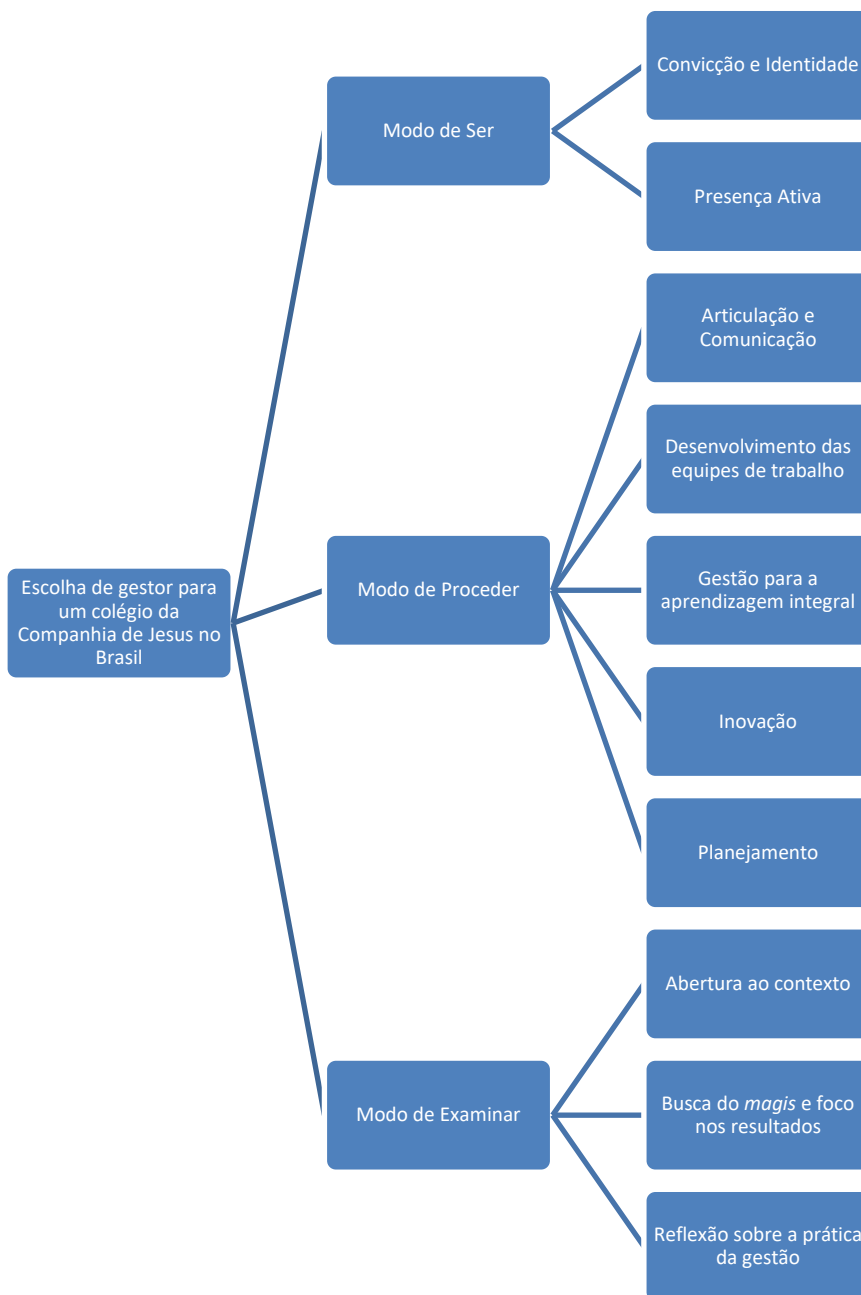 Convicção e Identidade
Modo de Ser
Presença Ativa
Articulação e
Comunicação
Desenvolvimento das
equipes de trabalho
Escolha de gestor para
um colégio da
Companhia de Jesus no
Brasil
Modo de Proceder
Gestão para a
aprendizagem integral
Inovação
Planejamento
Abertura ao contexto
Modo de Examinar
Busca do magis e foco
nos resultados
Reflexão sobre a prática
da gestão